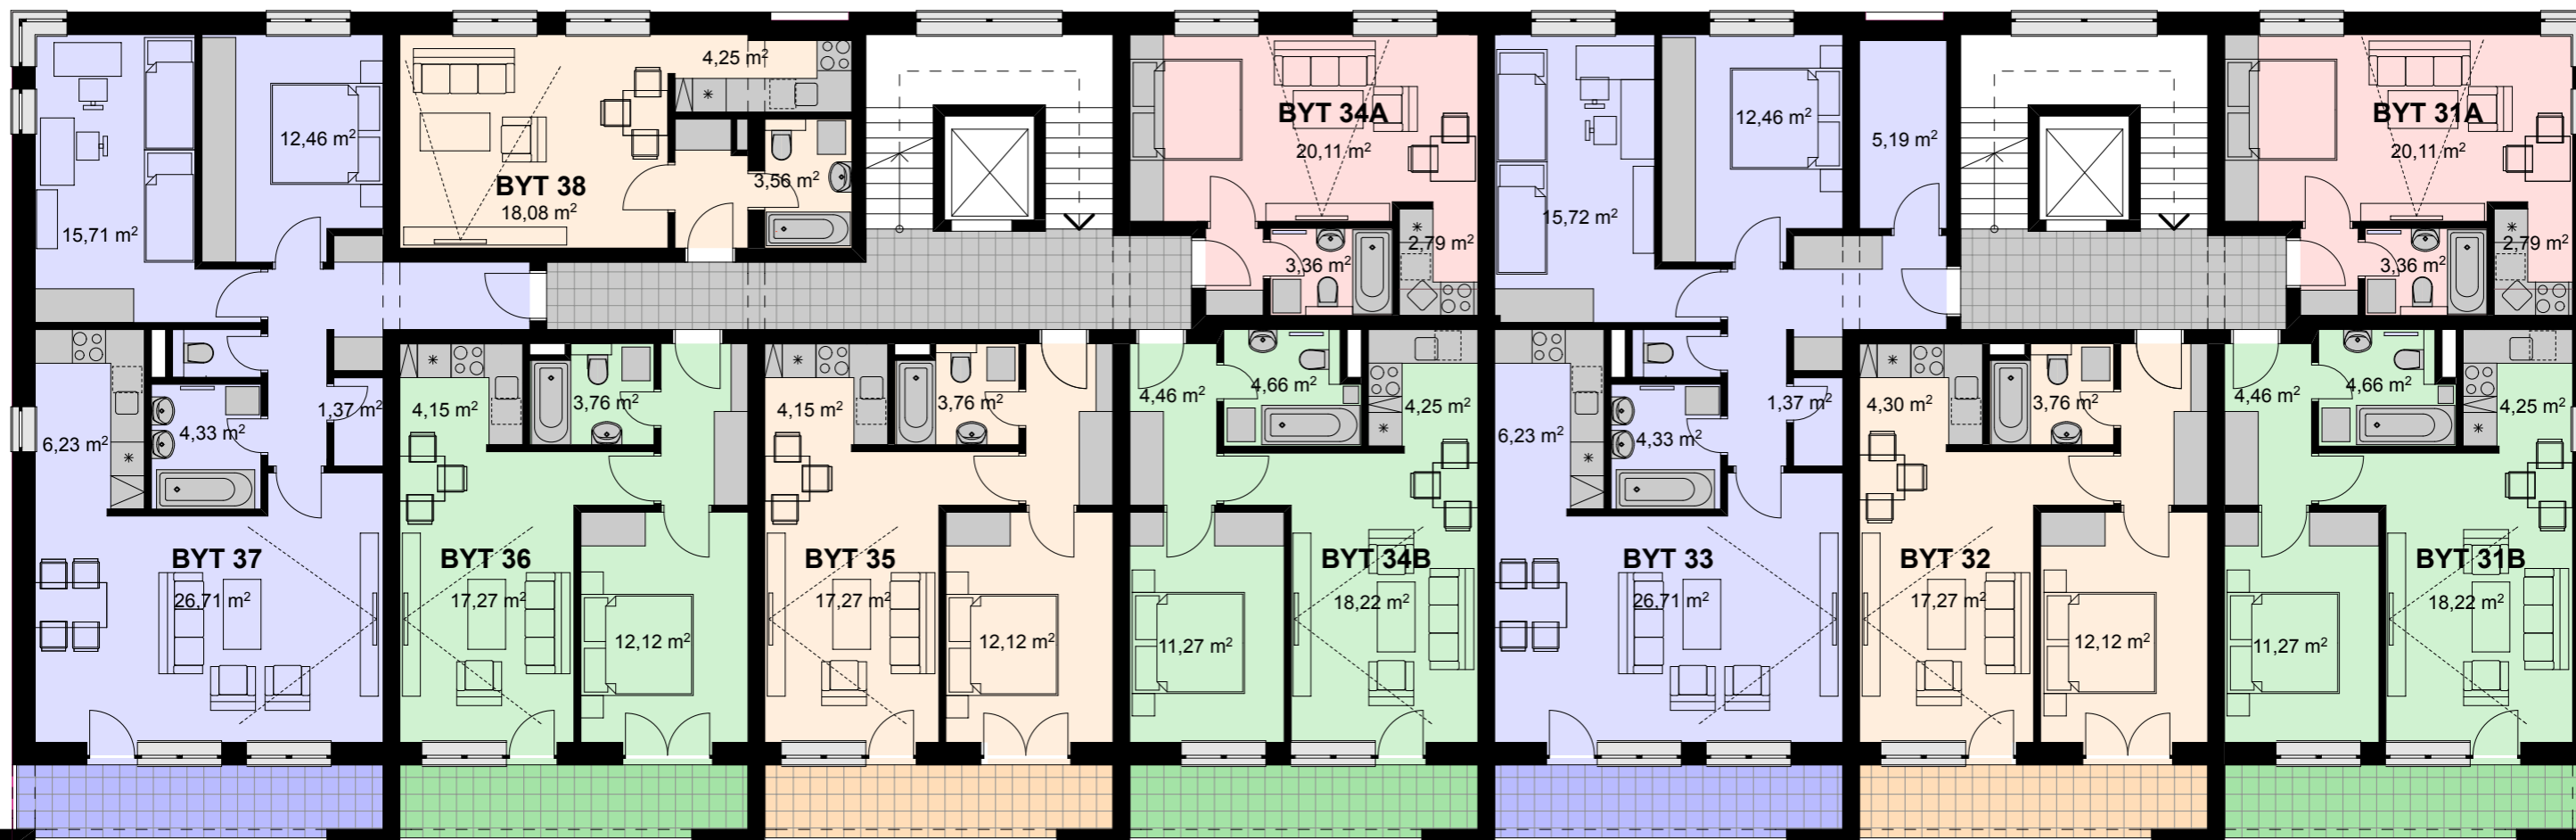 15,71 m²
12,46 m²
6,23 m²
4,33 m²
1,37 m²
BYT 37
26,71 m²
4,25 m²
BYT 38
18,08 m²
3,56 m²
4,15 m²
3,76 m²
BYT 36
17,27 m²
12,12 m²
4,15 m²
3,76 m²
BYT 35
17,27 m²
12,12 m²
BYT 34A
20,11 m²
3,36 m²
2,79 m²
4,46 m²
4,66 m²
4,25 m²
BYT 34B
18,22 m²
11,27 m²
15,72 m²
12,46 m²
5,19 m²
6,23 m²
4,33 m²
1,37 m²
BYT 33
26,71 m²
4,30 m²
3,76 m²
BYT 32
17,27 m²
12,12 m²
BYT 31A
20,11 m²
3,36 m²
2,79 m²
4,46 m²
4,66 m²
4,25 m²
BYT 31B
18,22 m²
11,27 m²